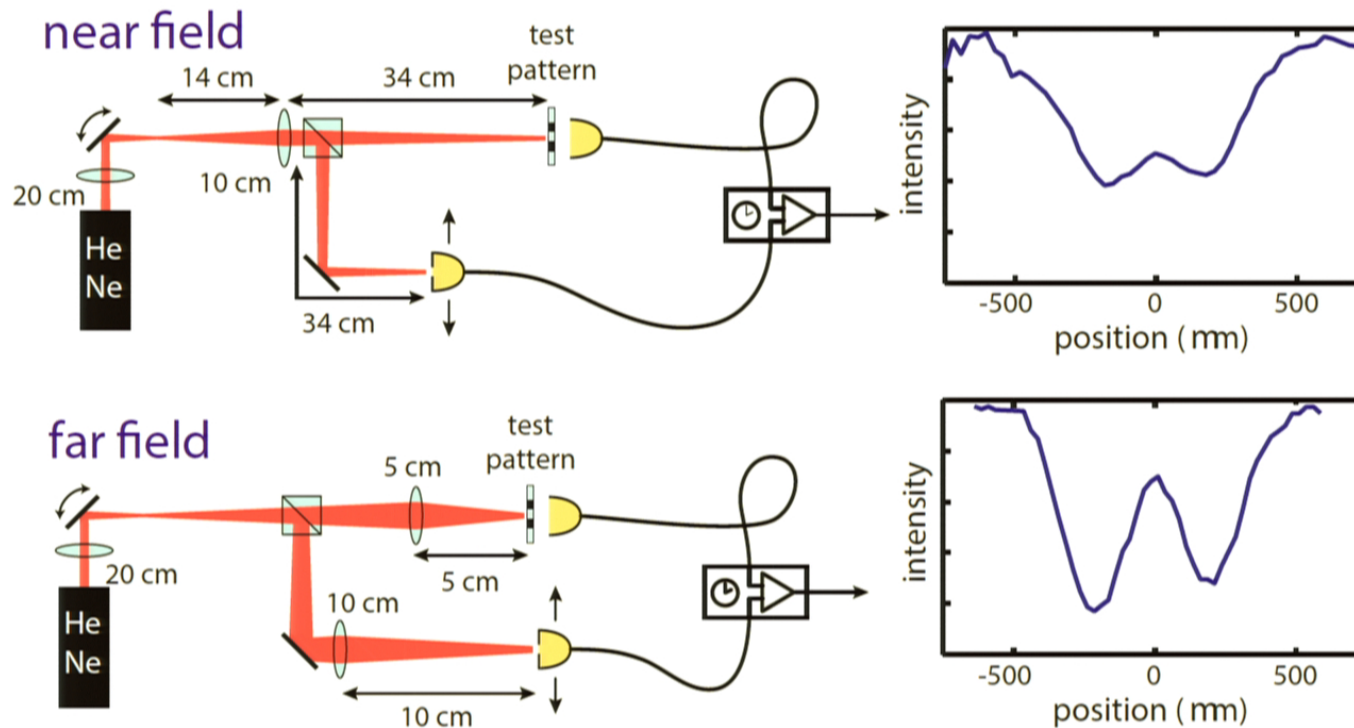 near field
14 cm
34 cm
test
pattern
20 cm
10 cm
He
Ne
34 cm
intensity
-500 0 500
position (mm)
far field
5 cm
test
pattern
20 cm
5 cm
10 cm
He
Ne
10 cm
intensity
-500 0 500
position (mm)